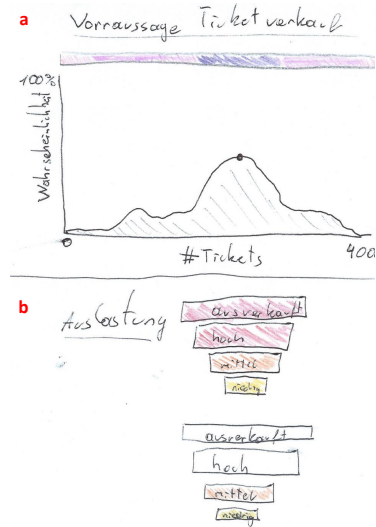 a
Vorraussage Ticketverkauf
100%
Wahrscheinlichkeit
0
#Tickets
400
b
Auslastung
ausverkauft
hoch
mittel
niedrig
ausverkauft
hoch
mittel
niedrig